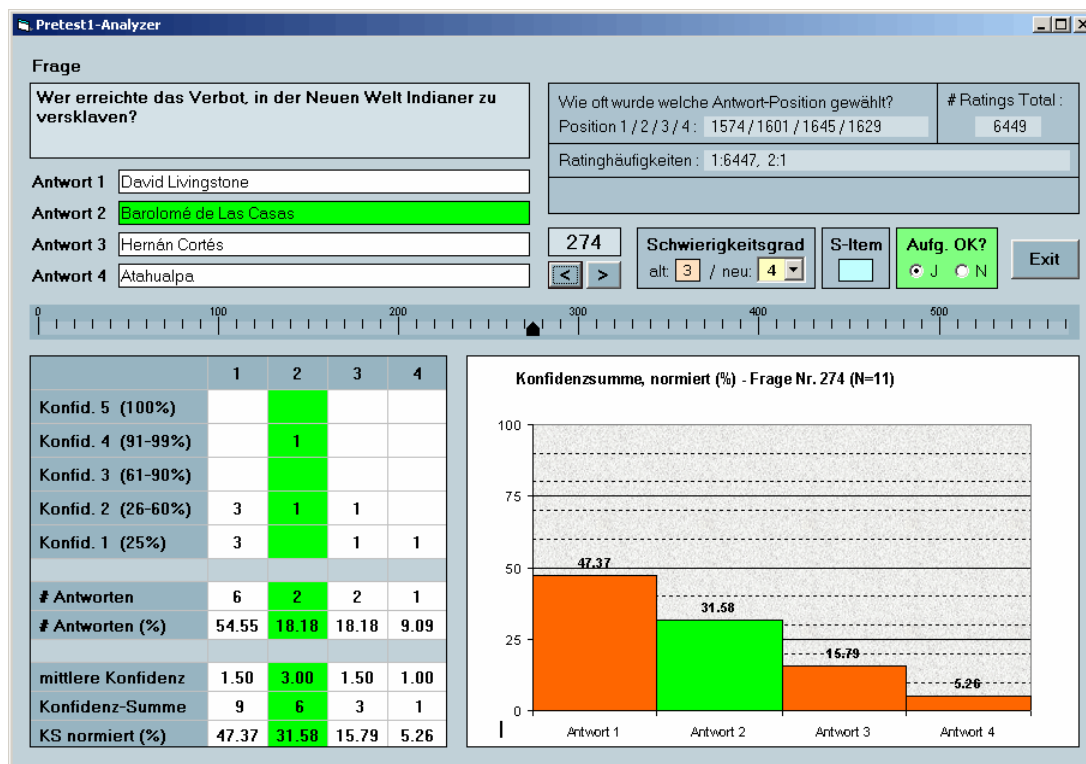 Pretest1-Analyzer
Frage
Wer erreichte das Verbot, in der Neuen Welt Indianer zu
versklaven?
Antwort 1 David Livingstone
Antwort 2 Barolomé de Las Casas
Antwort 3 Hernán Cortés
Antwort 4 Atahualpa
Wie oft wurde welche Antwort-Position gewählt?
Position 1 / 2 / 3 / 4 : 1574 / 1601 / 1645 / 1629
# Ratings Total :
6449
Ratinghäufigkeiten : 1:6447, 2:1
274
< >
Schwierigkeitsgrad
alt: 3 / neu: 4
S-Item
Aufg. OK?
J N
Exit
0 100 200 300 400 500
1 2 3 4
Konfid. 5 (100%)
Konfid. 4 (91-99%) 1
Konfid. 3 (61-90%)
Konfid. 2 (26-60%) 3 1 1
Konfid. 1 (25%) 3 1 1
# Antworten 6 2 2 1
# Antworten (%) 54.55 18.18 18.18 9.09
mittlere Konfidenz 1.50 3.00 1.50 1.00
Konfidenz-Summe 9 6 3 1
KS normiert (%) 47.37 31.58 15.79 5.26
Konfidenzsumme, normiert (%) - Frage Nr. 274 (N=11)
100
75
50
25
0
47.37
31.58
15.79
5.26
Antwort 1 Antwort 2 Antwort 3 Antwort 4